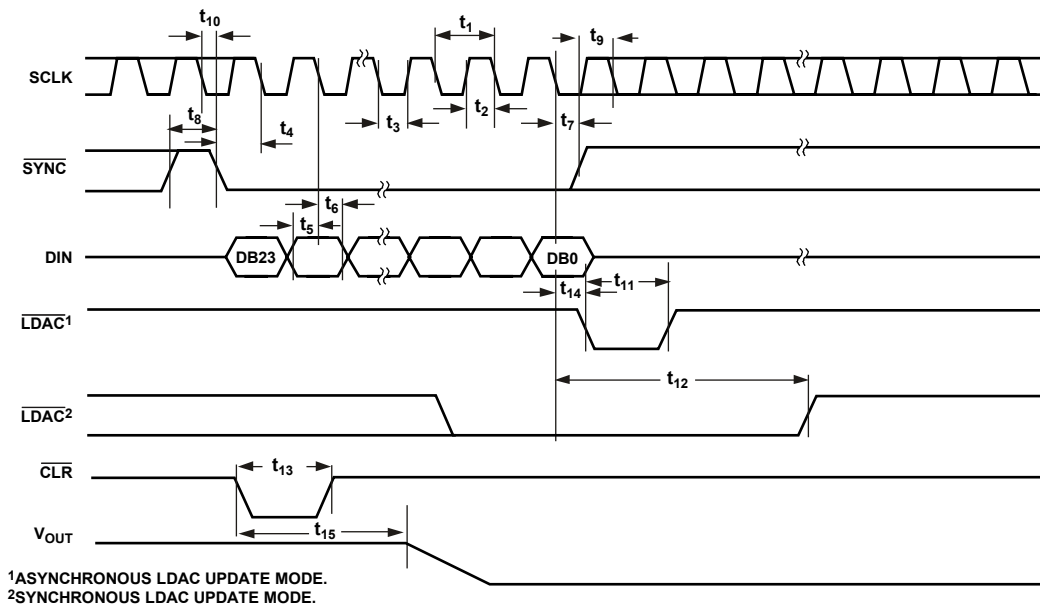 t10
t1
t9
SCLK
t8
t4
t3
t2
t7
SYNC
t6
t5
DIN
DB23
DB0
t14
t11
LDAC1
t12
LDAC2
CLR
t13
t15
VOUT
1ASYNCHRONOUS LDAC UPDATE MODE.
2SYNCHRONOUS LDAC UPDATE MODE.